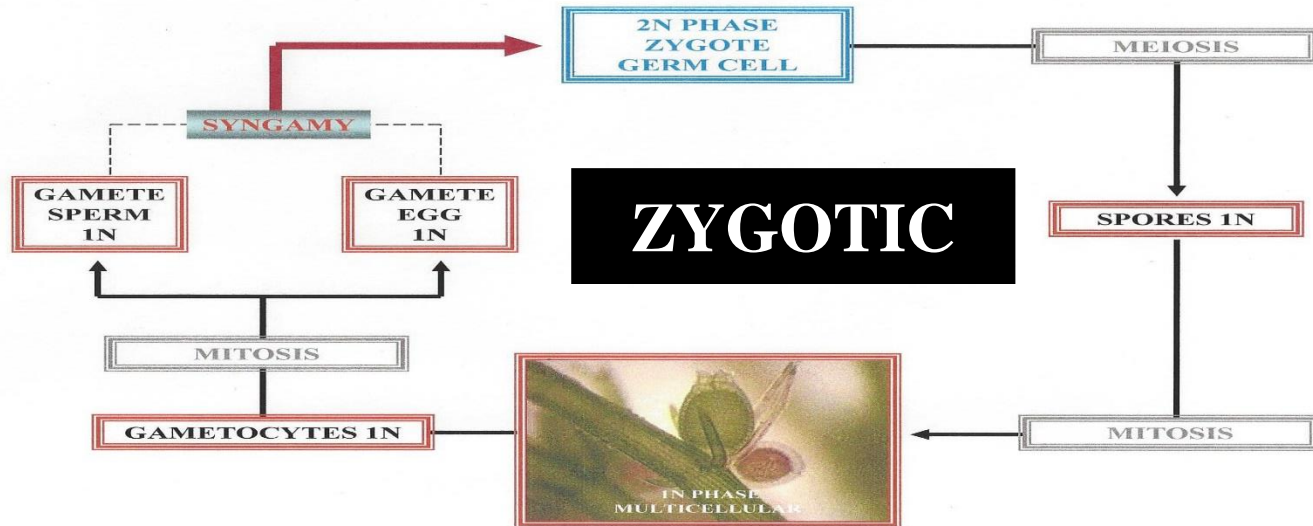 2N PHASE
ZYGOTE
GERM CELL
MEIOSIS
SYNGAMY
GAMETE
SPERM
1N
GAMETE
EGG
1N
ZYGOTIC
SPORES 1N
MITOSIS
GAMETOCYTES 1N
1N PHASE
MULTICELLULAR
MITOSIS